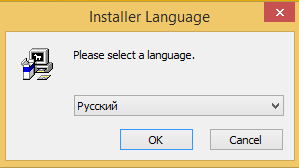 Installer Language
Please select a language.
Русский
OK
Cancel